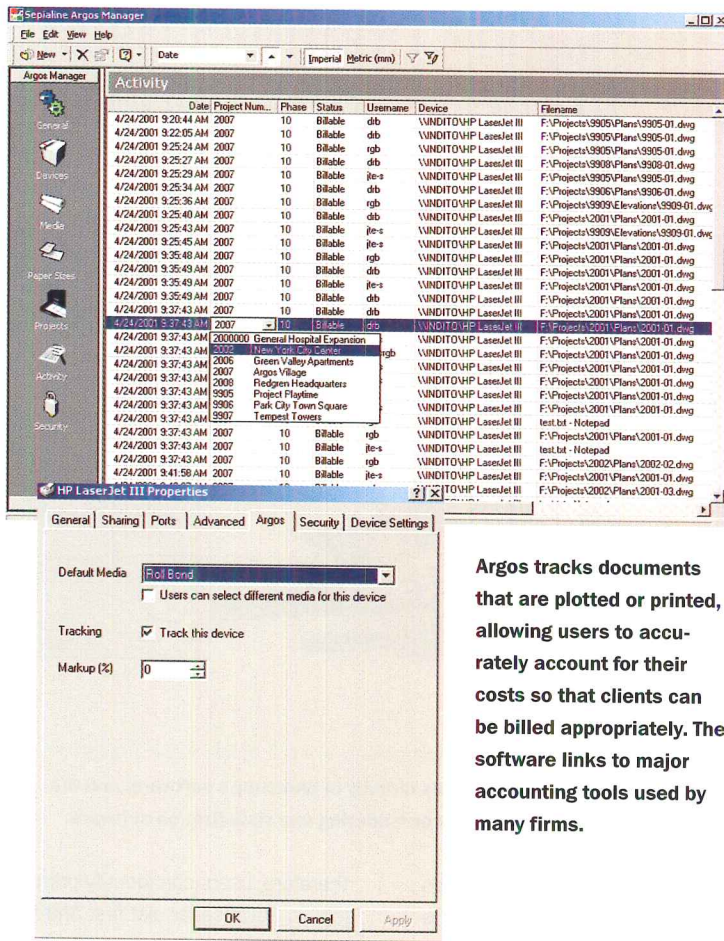 Sepialine Argos Manager
File Edit View Help
New Date Imperial Metric (mm)
Argos Manager
Activity
Date Project Num... Phase Status Username Device Filename
4/24/2001 9:20:44 AM 2007 10 Billable drb \\INDITO\HP LaserJet III F:\Projects\9905\Plans\9905-01.dwg
4/24/2001 9:22:05 AM 2007 10 Billable drb \\INDITO\HP LaserJet III F:\Projects\9905\Plans\9905-01.dwg
4/24/2001 9:25:24 AM 2007 10 Billable rgb \\INDITO\HP LaserJet III F:\Projects\9905\Plans\9905-01.dwg
4/24/2001 9:25:27 AM 2007 10 Billable drb \\INDITO\HP LaserJet III F:\Projects\9908\Plans\9908-01.dwg
4/24/2001 9:25:29 AM 2007 10 Billable jte-s \\INDITO\HP LaserJet III F:\Projects\9905\Plans\9905-01.dwg
4/24/2001 9:25:34 AM 2007 10 Billable drb \\INDITO\HP LaserJet III F:\Projects\9906\Plans\9906-01.dwg
4/24/2001 9:25:36 AM 2007 10 Billable rgb \\INDITO\HP LaserJet III F:\Projects\9909\Elevations\9909-01.dwg
4/24/2001 9:25:40 AM 2007 10 Billable drb \\INDITO\HP LaserJet III F:\Projects\2001\Plans\2001-01.dwg
4/24/2001 9:25:43 AM 2007 10 Billable jte-s \\INDITO\HP LaserJet III F:\Projects\9909\Elevations\9909-01.dwg
4/24/2001 9:25:45 AM 2007 10 Billable jte-s \\INDITO\HP LaserJet III F:\Projects\2001\Plans\2001-01.dwg
4/24/2001 9:35:48 AM 2007 10 Billable rgb \\INDITO\HP LaserJet III F:\Projects\2001\Plans\2001-01.dwg
4/24/2001 9:35:49 AM 2007 10 Billable drb \\INDITO\HP LaserJet III F:\Projects\2001\Plans\2001-01.dwg
4/24/2001 9:35:49 AM 2007 10 Billable jte-s \\INDITO\HP LaserJet III F:\Projects\2001\Plans\2001-01.dwg
4/24/2001 9:35:49 AM 2007 10 Billable drb \\INDITO\HP LaserJet III F:\Projects\2001\Plans\2001-01.dwg
4/24/2001 9:37:43 AM 2007 10 Billable drb \\INDITO\HP LaserJet III F:\Projects\2001\Plans\2001-01.dwg
4/24/2001 9:37:43 AM 2007 10 Billable drb \\INDITO\HP LaserJet III F:\Projects\2001\Plans\2001-01.dwg
4/24/2001 9:37:43 AM 2000000 General Hospital Expansion \\INDITO\HP LaserJet III F:\Projects\2001\Plans\2001-01.dwg
4/24/2001 9:37:43 AM 2002 New York City Center rgb \\INDITO\HP LaserJet III F:\Projects\2001\Plans\2001-01.dwg
4/24/2001 9:37:43 AM 2006 Green Valley Apartments \\INDITO\HP LaserJet III F:\Projects\2001\Plans\2001-01.dwg
4/24/2001 9:37:43 AM 2007 Argos Village \\INDITO\HP LaserJet III F:\Projects\2001\Plans\2001-01.dwg
4/24/2001 9:37:43 AM 2008 Redgren Headquarters \\INDITO\HP LaserJet III F:\Projects\2001\Plans\2001-01.dwg
4/24/2001 9:37:43 AM 9905 Project Playtime \\INDITO\HP LaserJet III F:\Projects\2001\Plans\2001-01.dwg
4/24/2001 9:37:43 AM 9906 Park City Town Square \\INDITO\HP LaserJet III F:\Projects\2001\Plans\2001-01.dwg
4/24/2001 9:37:43 AM 9907 Tempest Towers \\INDITO\HP LaserJet III test.txt - Notepad
4/24/2001 9:37:43 AM 2007 10 Billable rgb \\INDITO\HP LaserJet III F:\Projects\2001\Plans\2001-01.dwg
4/24/2001 9:37:43 AM 2007 10 Billable jte-s \\INDITO\HP LaserJet III test.txt - Notepad
4/24/2001 9:37:43 AM 2007 10 Billable rgb \\INDITO\HP LaserJet III F:\Projects\2002\Plans\2002-02.dwg
4/24/2001 9:41:58 AM 2007 10 Billable jte-s \\INDITO\HP LaserJet III F:\Projects\2001\Plans\2001-01.dwg
F:\Projects\2002\Plans\2001-03.dwg
General
Devices
Media
Paper Sizes
Projects
Activity
Security
HP LaserJet III Properties
General Sharing Ports Advanced Argos Security Device Settings
Default Media Roll Bond
Users can select different media for this device
Tracking Track this device
Markup (%) 0
OK Cancel Apply
Argos tracks documents
that are plotted or printed,
allowing users to accu-
rately account for their
costs so that clients can
be billed appropriately. The
software links to major
accounting tools used by
many firms.